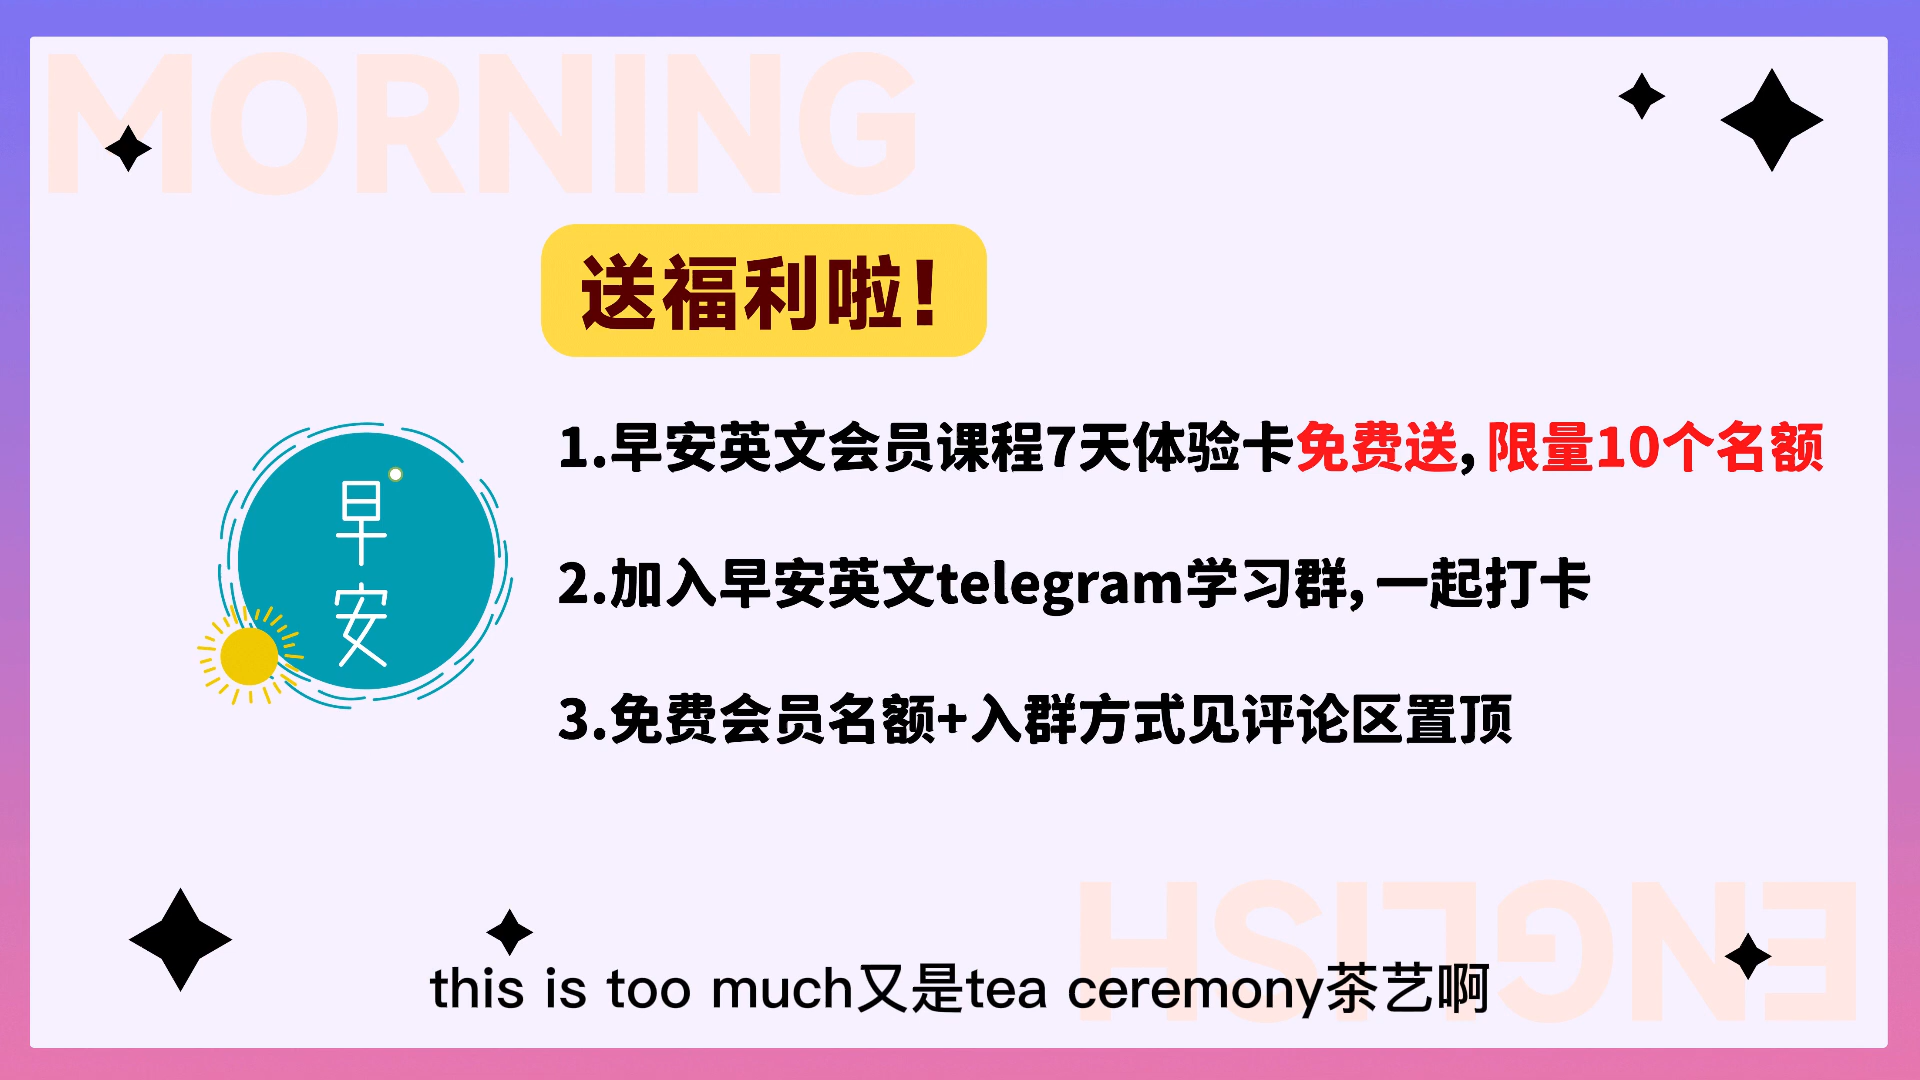 MORNING
送福利啦!
1.早安英文会员课程7天体验卡免费送, 限量10个名额
早安
2.加入早安英文telegram学习群, 一起打卡
3.免费会员名额+入群方式见评论区置顶
ENGLISH
this is too much又是tea ceremony茶艺啊